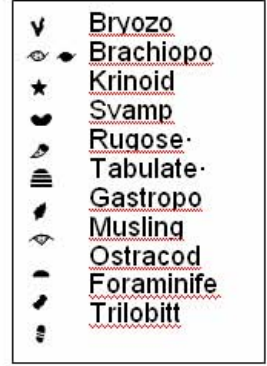 Bryozo
Brachiopo
Krinoid
Svamp
Rugose·
Tabulate·
Gastropo
Musling
Ostracod
Foraminife
Trilobitt